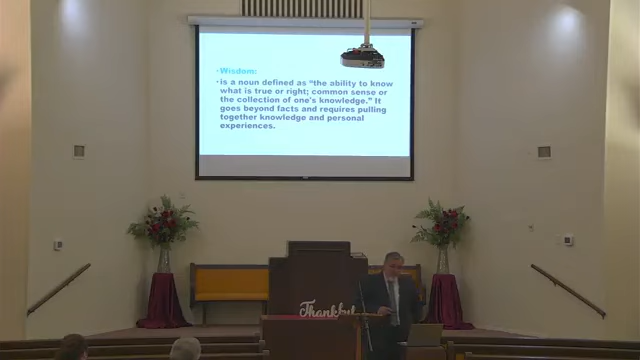 •Wisdom:
•is a noun defined as "the ability to know
what is true or right; common sense or
the collection of one's knowledge." It
goes beyond facts and requires pulling
together knowledge and personal
experiences.